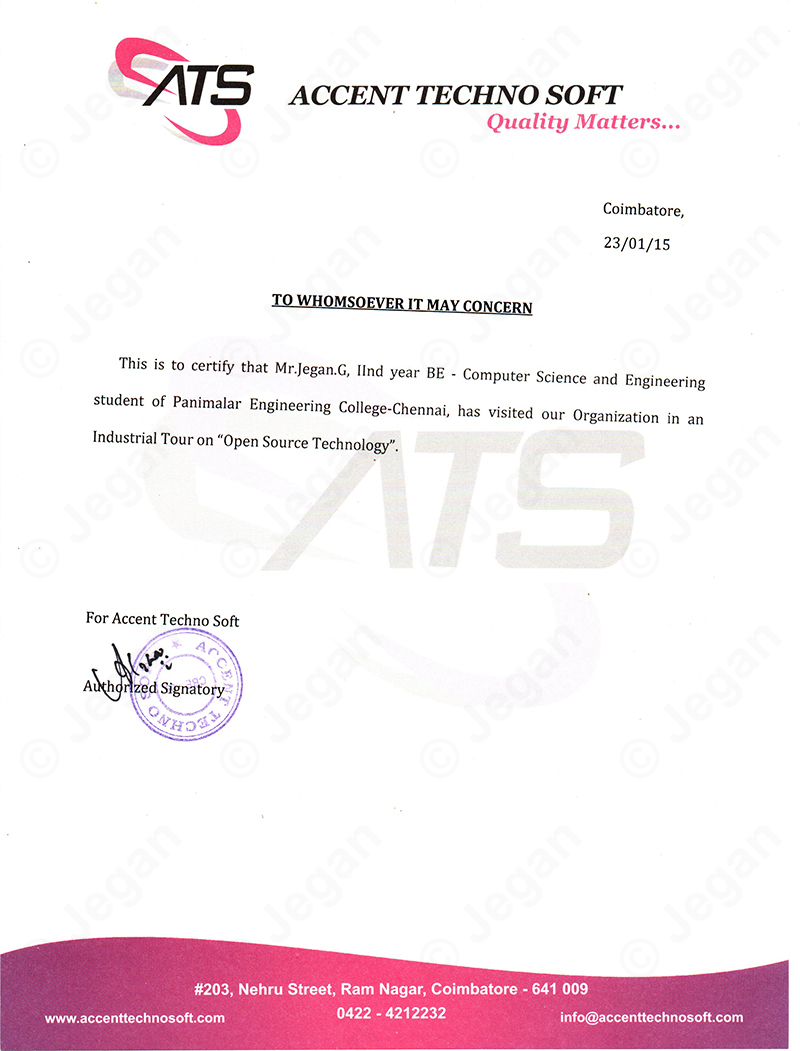 ATS
ACCENT TECHNO SOFT
Quality Matters...
Coimbatore,
23/01/15
TO WHOMSOEVER IT MAY CONCERN
This is to certify that Mr.Jegan.G, IInd year BE - Computer Science and Engineering
student of Panimalar Engineering College-Chennai, has visited our Organization in an
Industrial Tour on “Open Source Technology”.
ATS
For Accent Techno Soft
Authorized Signatory
ACCENT TECHNO SO
CBE
#203, Nehru Street, Ram Nagar, Coimbatore - 641 009
www.accenttechnosoft.com
0422 - 4212232
info@accenttechnosoft.com
© Jegan